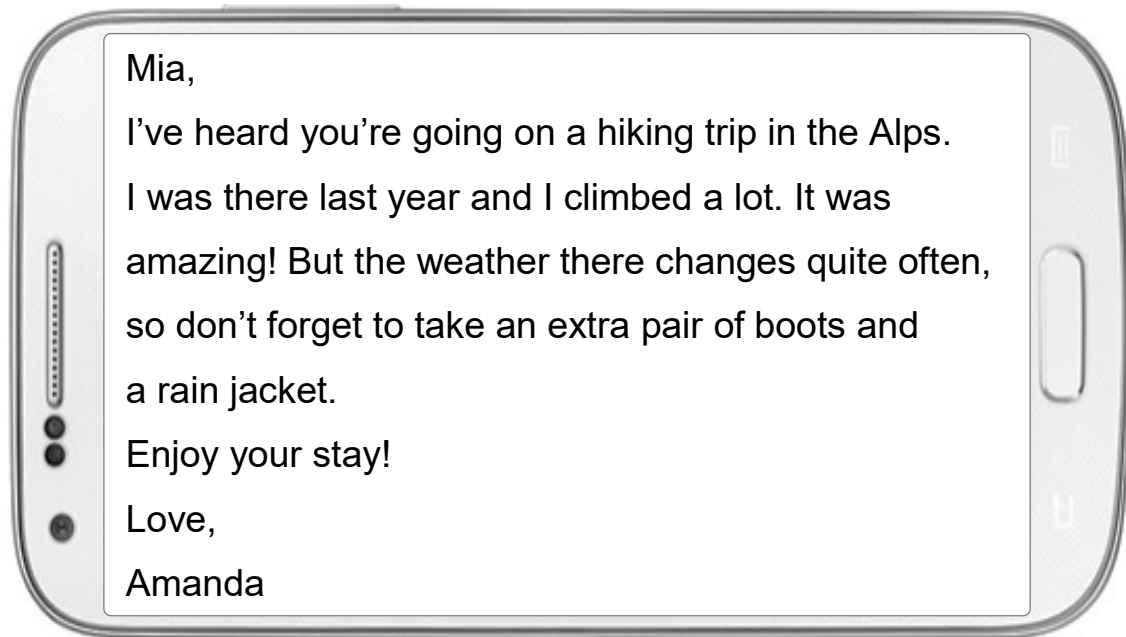 Mia,
I’ve heard you’re going on a hiking trip in the Alps.
I was there last year and I climbed a lot. It was
amazing! But the weather there changes quite often,
so don’t forget to take an extra pair of boots and
a rain jacket.
Enjoy your stay!
Love,
Amanda